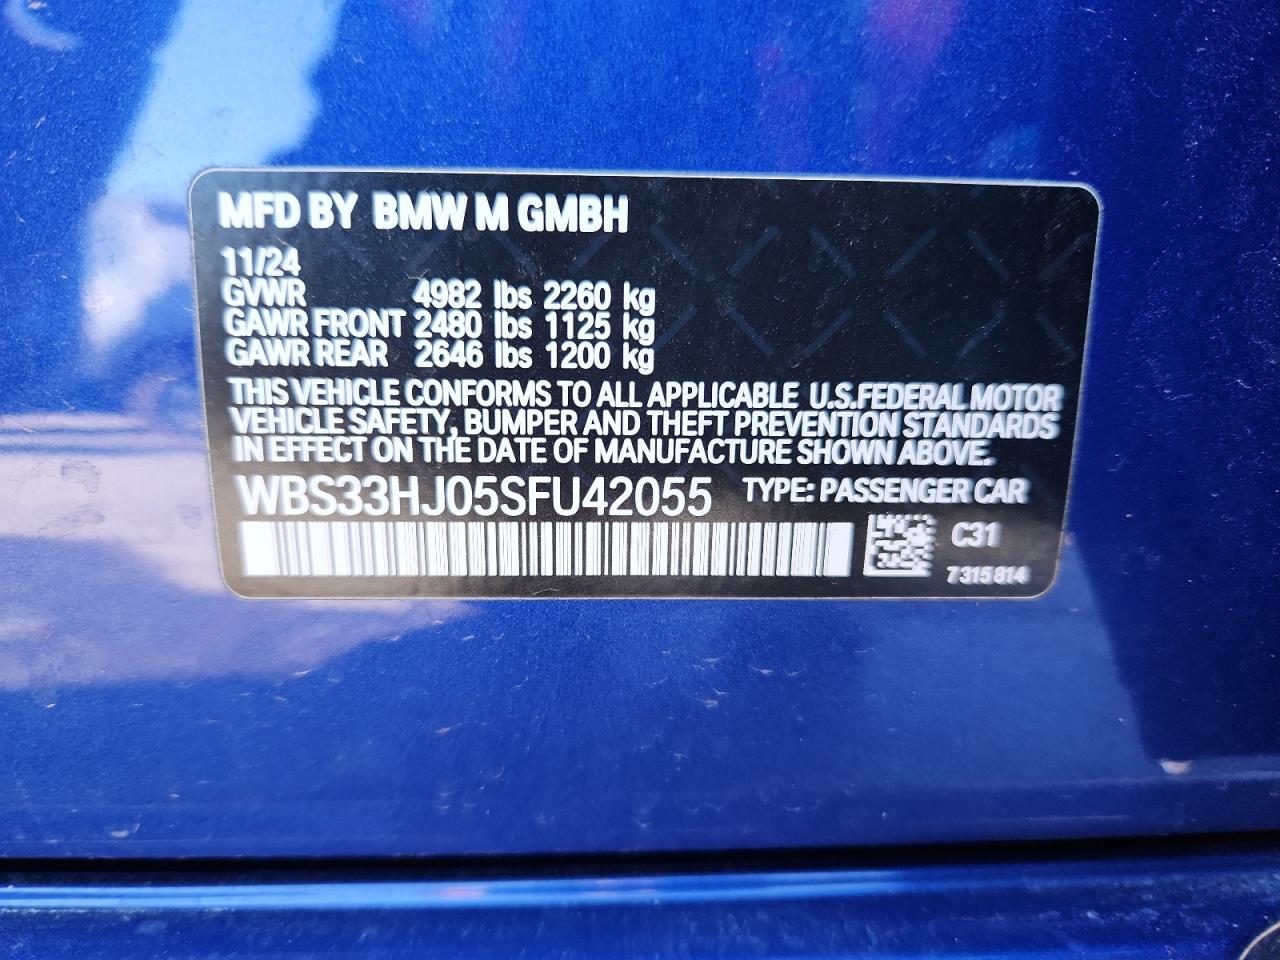 MFD BY BMW M GMBH
11/24
GVWR 4982 lbs 2260 kg
GAWR FRONT 2480 lbs 1125 kg
GAWR REAR 2646 lbs 1200 kg
THIS VEHICLE CONFORMS TO ALL APPLICABLE U.S.FEDERAL MOTOR
VEHICLE SAFETY, BUMPER AND THEFT PREVENTION STANDARDS
IN EFFECT ON THE DATE OF MANUFACTURE SHOWN ABOVE.
WBS33HJ05SFU42055 TYPE: PASSENGER CAR
C31
7 315 814